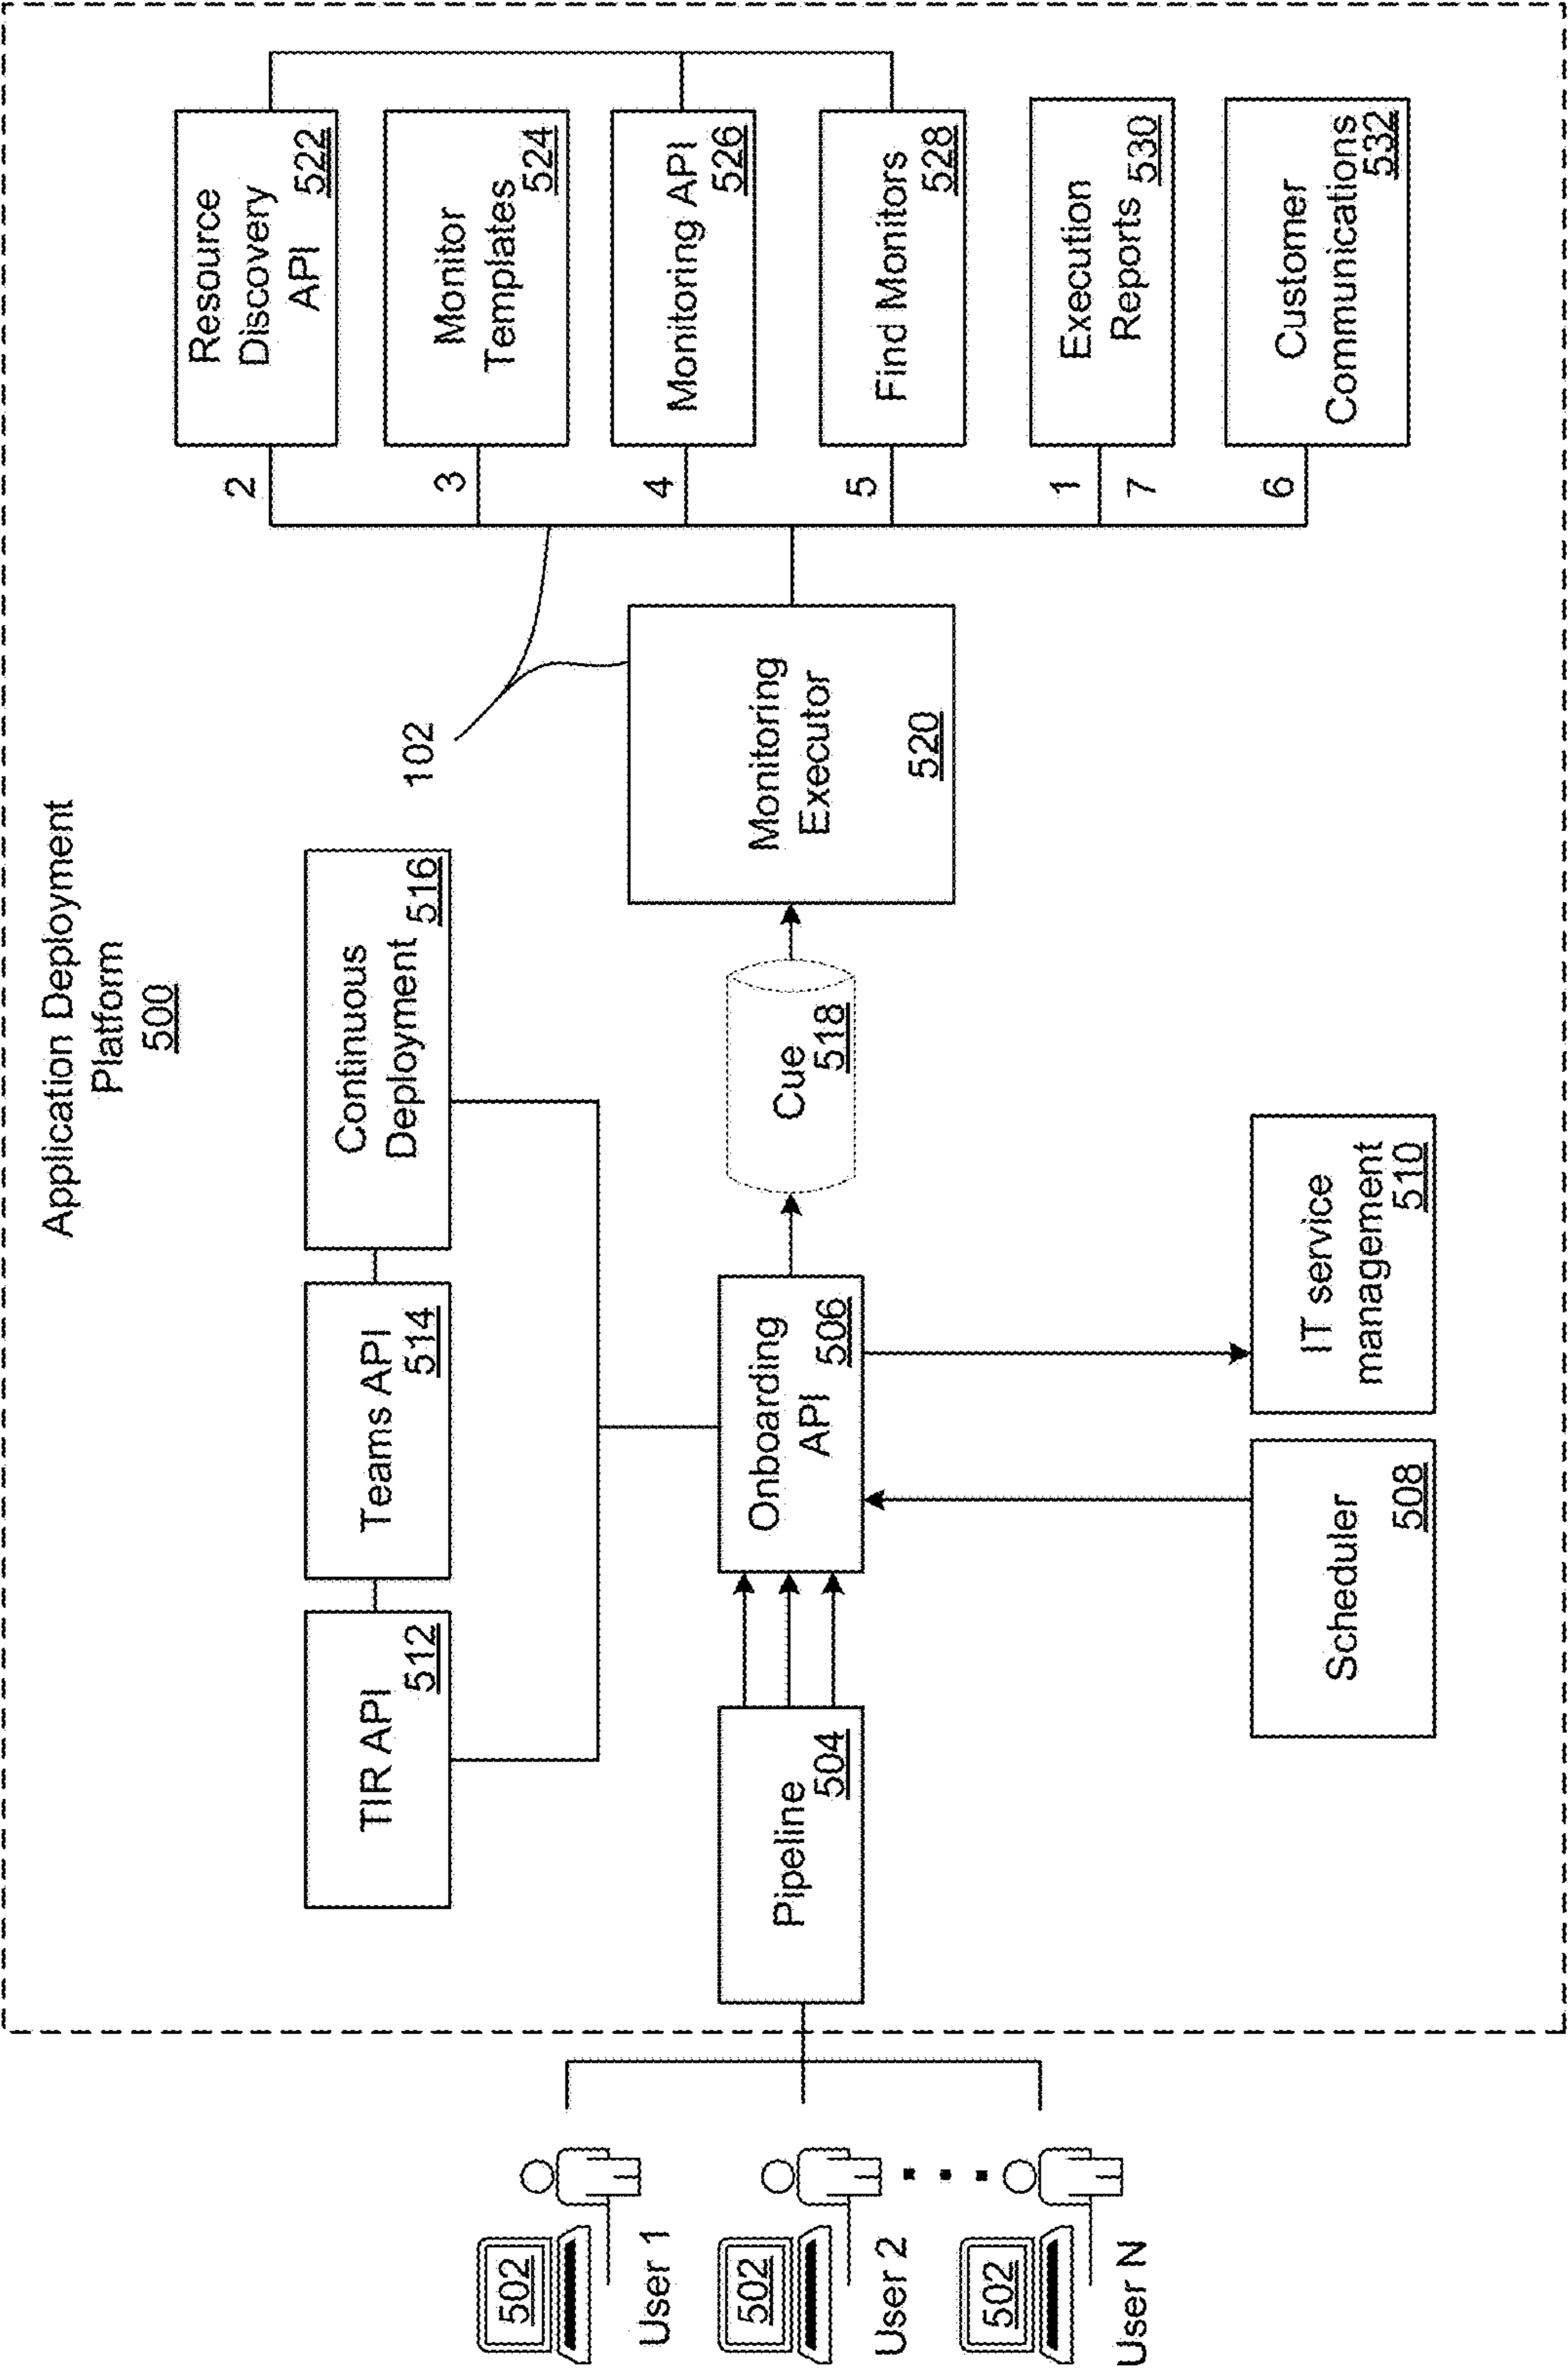 Application Deployment
Platform
500
TIR API
512
Teams API
514
Continuous
Deployment
516
102
502
User 1
502
User 2
502
User N
Pipeline
504
Onboarding
API
506
Cue
518
Monitoring
Executor
520
Scheduler
508
IT service
management
510
2
Resource
Discovery
API
522
3
Monitor
Templates
524
4
Monitoring API
526
5
Find Monitors
528
1
7
Execution
Reports
530
6
Customer
Communications
532